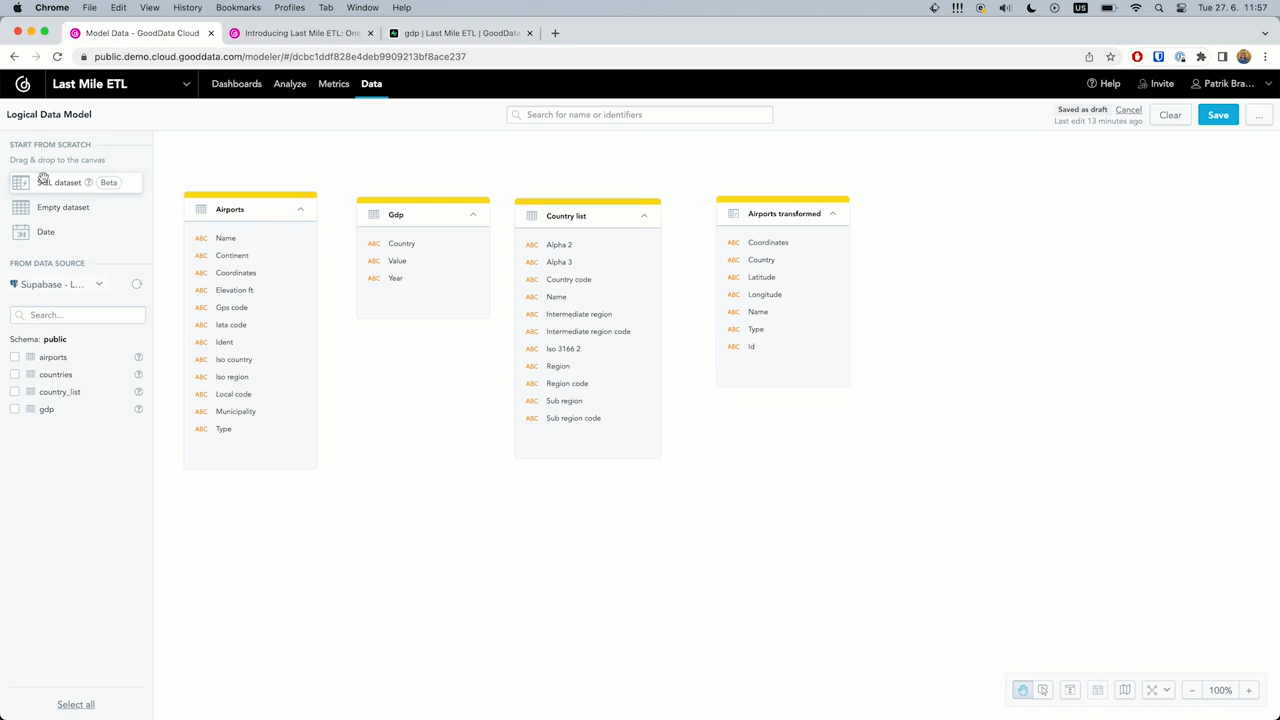 Chrome File Edit View History Bookmarks Profiles Tab Window Help US Tue 27. 6. 11:57
Model Data - GoodData Cloud Introducing Last Mile ETL: One gdp | Last Mile ETL | GoodData
public.demo.cloud.gooddata.com/modeler/#/dcbc1ddf828e4deb9909213bf8ace237
Last Mile ETL Dashboards Analyze Metrics Data Help Invite Patrik Bra...
Logical Data Model Search for name or identifiers Saved as draft Cancel Clear Save ...
Last edit 13 minutes ago
START FROM SCRATCH
Drag & drop to the canvas
dataset Beta
Empty dataset
Date
FROM DATA SOURCE
Supabase - L...
Search...
Schema: public
airports
countries
country_list
gdp
Select all
Airports
ABC Name
ABC Continent
ABC Coordinates
ABC Elevation ft
ABC Gps code
ABC Iata code
ABC Ident
ABC Iso country
ABC Iso region
ABC Local code
ABC Municipality
ABC Type
Gdp
ABC Country
ABC Value
ABC Year
Country list
ABC Alpha 2
ABC Alpha 3
ABC Country code
ABC Name
ABC Intermediate region
ABC Intermediate region code
ABC Iso 3166 2
ABC Region
ABC Region code
ABC Sub region
ABC Sub region code
Airports transformed
ABC Coordinates
ABC Country
ABC Latitude
ABC Longitude
ABC Name
ABC Type
ABC Id
100%